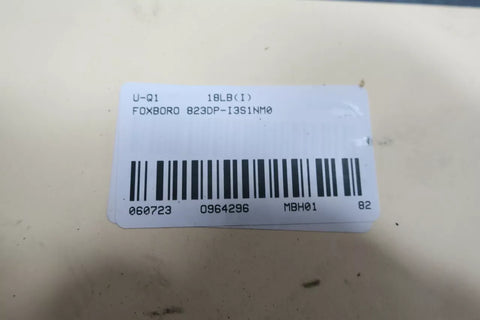 U-Q1 18LB(I)
FOXBORO 823DP-I3S1NM0
060723 0964296 MBH01 82